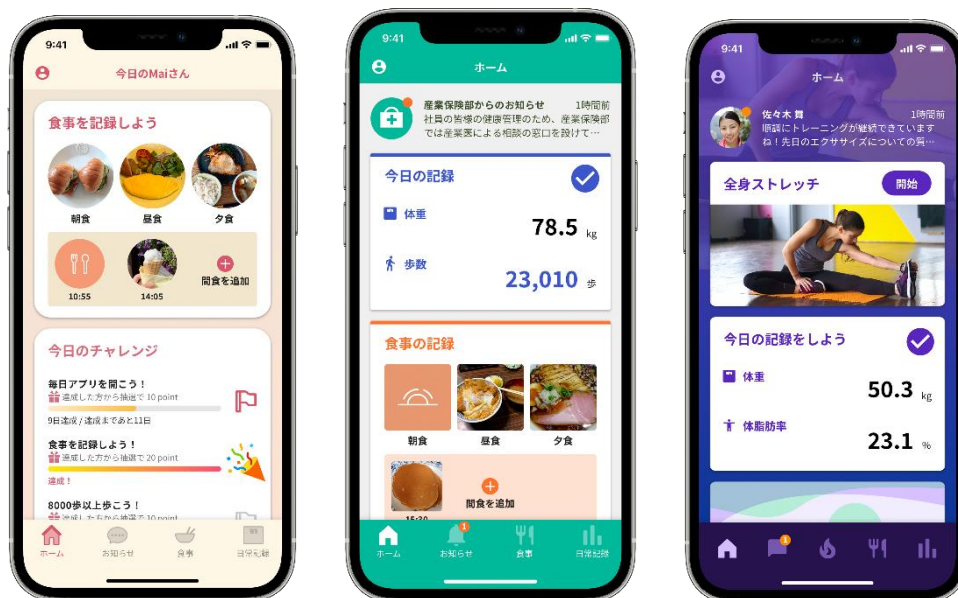 9:41
今日のMaiさん
食事を記録しよう
朝食 昼食 夕食
10:55 14:05 間食を追加
今日のチャレンジ
毎日アプリを開こう！
達成した方から抽選で 10 point
9日達成 / 達成まであと11日
食事を記録しよう！
達成した方から抽選で 20 point
達成！
8000歩以上歩こう！
達成した方から抽選で 10 point
ホーム お知らせ 食事 日常記録
9:41
ホーム
産業保険部からのお知らせ 1時間前
社員の皆様の健康管理のため、産業保険部
では産業医による相談の窓口を設けて…
今日の記録
体重
78.5 kg
歩数
23,010 歩
食事の記録
朝食 昼食 夕食
間食を追加
15:30
1
ホーム お知らせ 食事 日常記録
9:41
ホーム
佐々木 舞 1時間前
順調にトレーニングが継続できています
ね！先日のエクササイズについての質…
全身ストレッチ 開始
今日の記録をしよう
体重
50.3 kg
体脂肪率
23.1 %
1